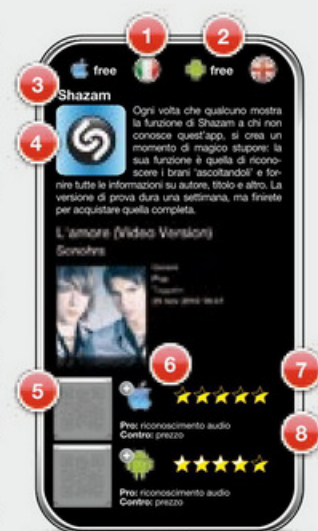 1 2
free free
3
Shazam
4
Ogni volta che qualcuno mostra
la funzione di Shazam a chi non
conosce quest'app, si crea un
momento di magico stupore: la
sua funzione è quella di ricono-
scere i brani 'ascoltandoli' e for-
nire tutte le informazioni su autore, titolo e altro. La
versione di prova dura una settimana, ma finirete
per acquistare quella completa.
L'amore (Video Version)
Sonohra
Pop
5 6 7
Pro: riconoscimento audio
Contro: prezzo
8
Pro: riconoscimento audio
Contro: prezzo